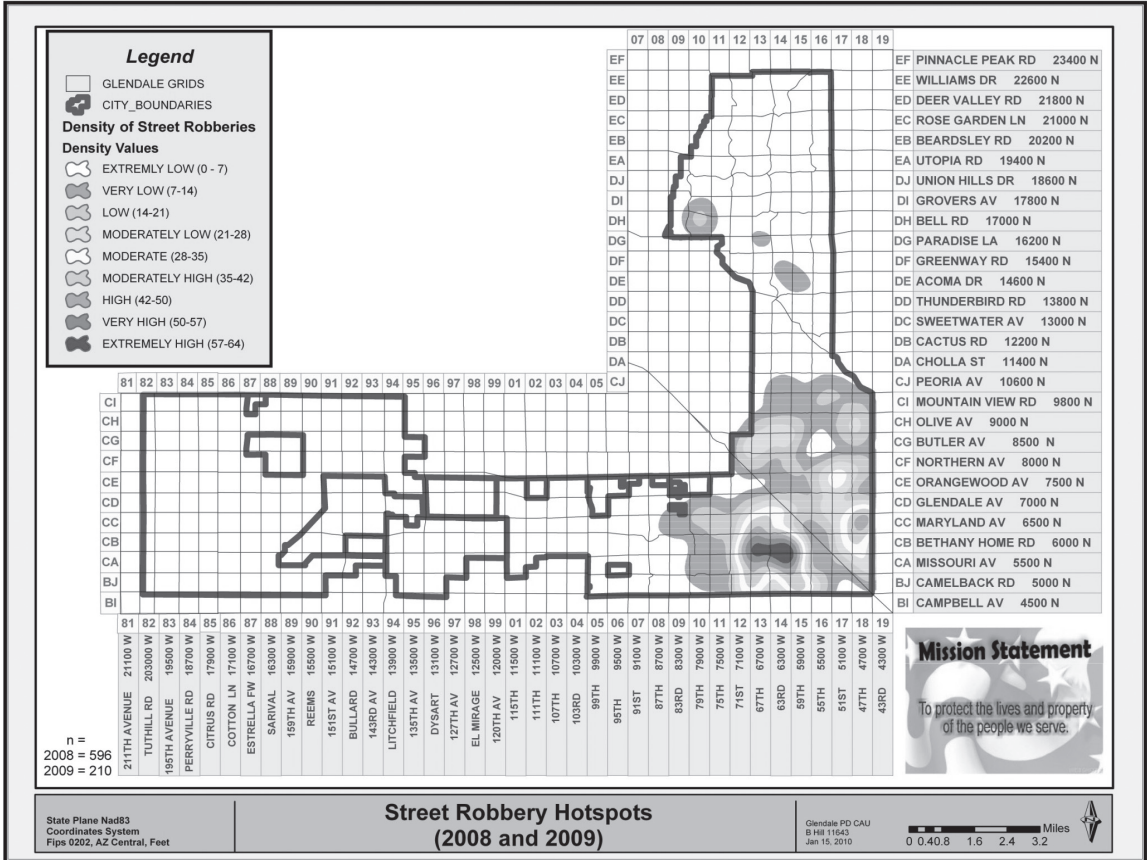 Legend
GLENDALE GRIDS
CITY_BOUNDARIES
Density of Street Robberies
Density Values
EXTREMLY LOW (0 - 7)
VERY LOW (7-14)
LOW (14-21)
MODERATELY LOW (21-28)
MODERATE (28-35)
MODERATELY HIGH (35-42)
HIGH (42-50)
VERY HIGH (50-57)
EXTREMELY HIGH (57-64)
07 08 09 10 11 12 13 14 15 16 17 18 19
EF EF PINNACLE PEAK RD 23400 N
EE EE WILLIAMS DR 22600 N
ED ED DEER VALLEY RD 21800 N
EC EC ROSE GARDEN LN 21000 N
EB EB BEARDSLEY RD 20200 N
EA EA UTOPIA RD 19400 N
DJ DJ UNION HILLS DR 18600 N
DI DI GROVERS AV 17800 N
DH DH BELL RD 17000 N
DG DG PARADISE LA 16200 N
DF DF GREENWAY RD 15400 N
DE DE ACOMA DR 14600 N
DD DD THUNDERBIRD RD 13800 N
DC DC SWEETWATER AV 13000 N
DB DB CACTUS RD 12200 N
DA DA CHOLLA ST 11400 N
81 82 83 84 85 86 87 88 89 90 91 92 93 94 95 96 97 98 99 01 02 03 04 05 CJ CJ PEORIA AV 10600 N
CI CI MOUNTAIN VIEW RD 9800 N
CH CH OLIVE AV 9000 N
CG CG BUTLER AV 8500 N
CF CF NORTHERN AV 8000 N
CE CE ORANGEWOOD AV 7500 N
CD CD GLENDALE AV 7000 N
CC CC MARYLAND AV 6500 N
CB CB BETHANY HOME RD 6000 N
CA CA MISSOURI AV 5500 N
BJ BJ CAMELBACK RD 5000 N
BI BI CAMPBELL AV 4500 N
81 82 83 84 85 86 87 88 89 90 91 92 93 94 95 96 97 98 99 01 02 03 04 05 06 07 08 09 10 11 12 13 14 15 16 17 18 19
211TH AVENUE 21100 W
TUTHILL RD 203000 W
195TH AVENUE 19500 W
PERRYVILLE RD 18700 W
CITRUS RD 17900 W
COTTON LN 17100 W
ESTRELLA FW 16700 W
SARIVAL 16300 W
159TH AV 15900 W
REEMS 15500 W
151ST AV 15100 W
BULLARD 14700 W
143RD AV 14300 W
LITCHFIELD 13900 W
135TH AV 13500 W
DYSART 13100 W
127TH AV 12700 W
EL MIRAGE 12500 W
120TH AV 12000 W
115TH 11500 W
111TH 11100 W
107TH 10700 W
103RD 10300 W
99TH 9900 W
95TH 9500 W
91ST 9100 W
87TH 8700 W
83RD 8300 W
79TH 7900 W
75TH 7500 W
71ST 7100 W
67TH 6700 W
63RD 6300 W
59TH 5900 W
55TH 5500 W
51ST 5100 W
47TH 4700 W
43RD 4300 W
n =
2008 = 596
2009 = 210
Mission Statement
To protect the lives and property
of the people we serve.
State Plane Nad83
Coordinates System
Fips 0202, AZ Central, Feet
Street Robbery Hotspots
(2008 and 2009)
Glendale PD CAU
B Hill 11643
Jan 15, 2010
Miles
0 0.40.8 1.6 2.4 3.2